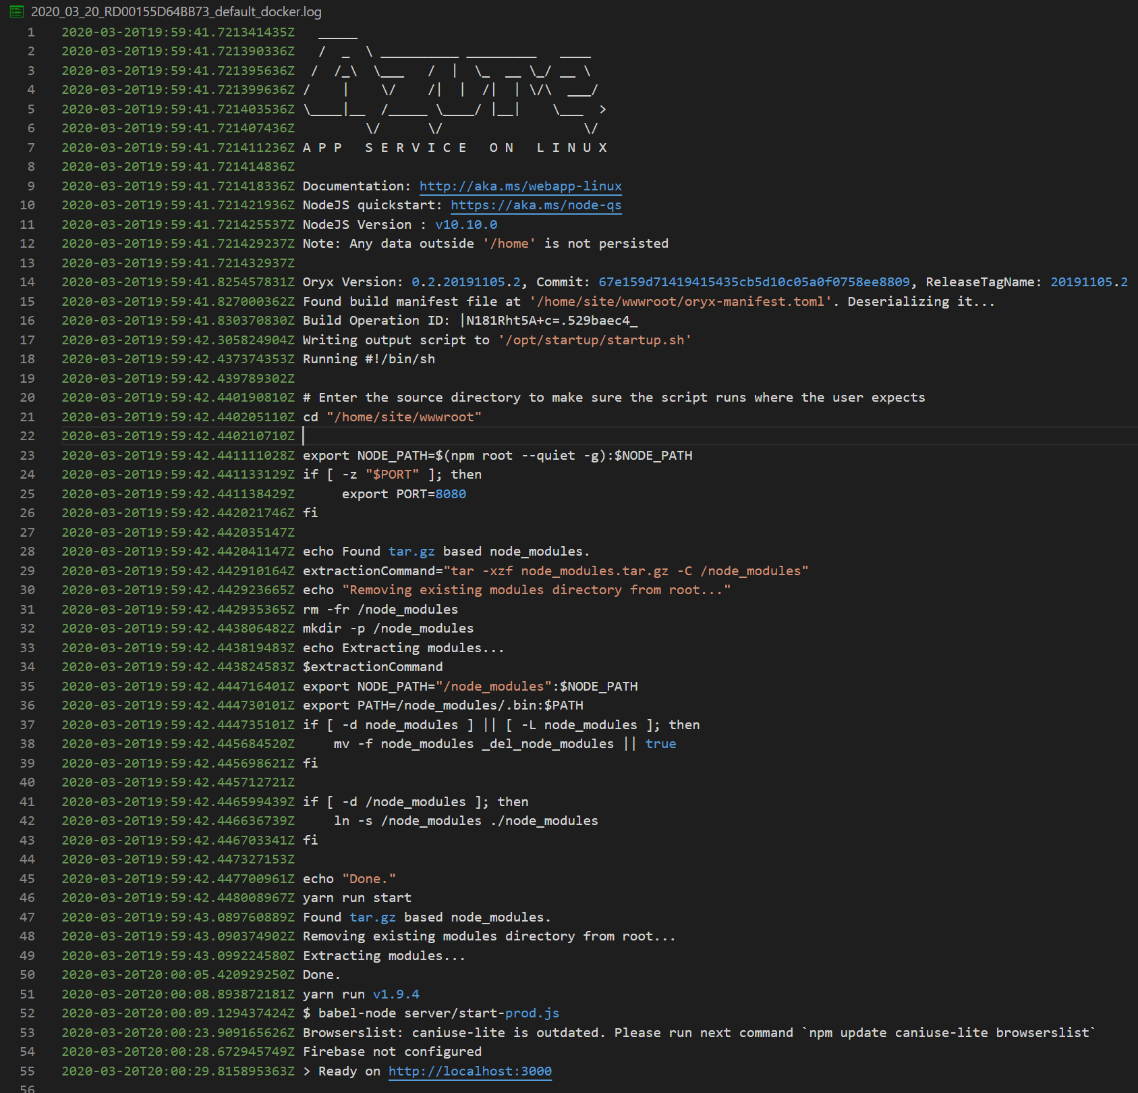 2020_03_20_RD00155D64BB73_default_docker.log
1 2020-03-20T19:59:41.721341435Z   _____
2 2020-03-20T19:59:41.721390336Z   /  _  \ __________ _________   ____
3 2020-03-20T19:59:41.721395636Z  /  /_\  \___   /  |  \_  __ \_/ __ \
4 2020-03-20T19:59:41.721399636Z /    |    \/    /|  |  /|  | \/\  ___/
5 2020-03-20T19:59:41.721403536Z \____|__  /_____ \____/ |__|    \___  >
6 2020-03-20T19:59:41.721407436Z         \/      \/                  \/
7 2020-03-20T19:59:41.721411236Z A P P   S E R V I C E   O N   L I N U X
8 2020-03-20T19:59:41.721414836Z
9 2020-03-20T19:59:41.721418336Z Documentation: http://aka.ms/webapp-linux
10 2020-03-20T19:59:41.721421936Z NodeJS quickstart: https://aka.ms/node-qs
11 2020-03-20T19:59:41.721425537Z NodeJS Version : v10.10.0
12 2020-03-20T19:59:41.721429237Z Note: Any data outside '/home' is not persisted
13 2020-03-20T19:59:41.721432937Z
14 2020-03-20T19:59:41.825457831Z Oryx Version: 0.2.20191105.2, Commit: 67e159d71419415435cb5d10c05a0f0758ee8809, ReleaseTagName: 20191105.2
15 2020-03-20T19:59:41.827000362Z Found build manifest file at '/home/site/wwwroot/oryx-manifest.toml'. Deserializing it...
16 2020-03-20T19:59:41.830370830Z Build Operation ID: |N181Rht5A+c=.529baec4_
17 2020-03-20T19:59:42.305824904Z Writing output script to '/opt/startup/startup.sh'
18 2020-03-20T19:59:42.437374353Z Running #!/bin/sh
19 2020-03-20T19:59:42.439789302Z
20 2020-03-20T19:59:42.440190810Z # Enter the source directory to make sure the script runs where the user expects
21 2020-03-20T19:59:42.440205110Z cd "/home/site/wwwroot"
22 2020-03-20T19:59:42.440210710Z
23 2020-03-20T19:59:42.441111028Z export NODE_PATH=$(npm root --quiet -g):$NODE_PATH
24 2020-03-20T19:59:42.441133129Z if [ -z "$PORT" ]; then
25 2020-03-20T19:59:42.441138429Z      export PORT=8080
26 2020-03-20T19:59:42.442021746Z fi
27 2020-03-20T19:59:42.442035147Z
28 2020-03-20T19:59:42.442041147Z echo Found tar.gz based node_modules.
29 2020-03-20T19:59:42.442910164Z extractionCommand="tar -xzf node_modules.tar.gz -C /node_modules"
30 2020-03-20T19:59:42.442923665Z echo "Removing existing modules directory from root..."
31 2020-03-20T19:59:42.442935365Z rm -fr /node_modules
32 2020-03-20T19:59:42.443806482Z mkdir -p /node_modules
33 2020-03-20T19:59:42.443819483Z echo Extracting modules...
34 2020-03-20T19:59:42.443824583Z $extractionCommand
35 2020-03-20T19:59:42.444716401Z export NODE_PATH="/node_modules":$NODE_PATH
36 2020-03-20T19:59:42.444730101Z export PATH=/node_modules/.bin:$PATH
37 2020-03-20T19:59:42.444735101Z if [ -d node_modules ] || [ -L node_modules ]; then
38 2020-03-20T19:59:42.445684520Z     mv -f node_modules _del_node_modules || true
39 2020-03-20T19:59:42.445698621Z fi
40 2020-03-20T19:59:42.445712721Z
41 2020-03-20T19:59:42.446599439Z if [ -d /node_modules ]; then
42 2020-03-20T19:59:42.446636739Z     ln -s /node_modules ./node_modules
43 2020-03-20T19:59:42.446703341Z fi
44 2020-03-20T19:59:42.447327153Z
45 2020-03-20T19:59:42.447700961Z echo "Done."
46 2020-03-20T19:59:42.448008967Z yarn run start
47 2020-03-20T19:59:43.089760889Z Found tar.gz based node_modules.
48 2020-03-20T19:59:43.090374902Z Removing existing modules directory from root...
49 2020-03-20T19:59:43.099224580Z Extracting modules...
50 2020-03-20T20:00:05.420929250Z Done.
51 2020-03-20T20:00:08.893872181Z yarn run v1.9.4
52 2020-03-20T20:00:09.129437424Z $ babel-node server/start-prod.js
53 2020-03-20T20:00:23.909165626Z Browserslist: caniuse-lite is outdated. Please run next command `npm update caniuse-lite browserslist`
54 2020-03-20T20:00:28.672945749Z Firebase not configured
55 2020-03-20T20:00:29.815895363Z > Ready on http://localhost:3000
56